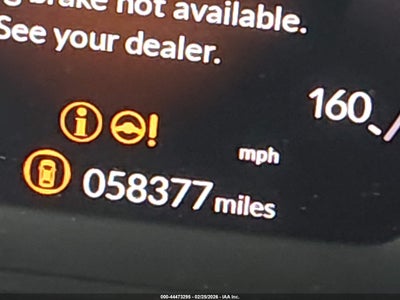 brake not available.
See your dealer.
160
mph
058377 miles
000-44473295 - 02/25/2026 - IAA Inc.